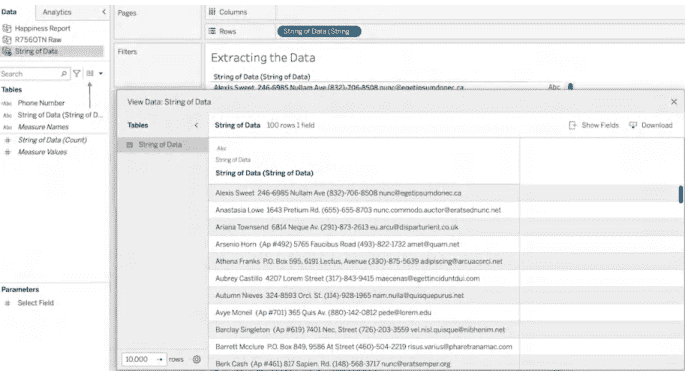 Data Analytics
Pages
Columns
Happiness Report
R756OTN Raw
String of Data
Rows
String of Data (String
Filters
Extracting the Data
Search
String of Data (String of Data)
Alexis Sweet 246-6985 Nullam Ave (832)-706-8508 nunc@egetipsumdonec.ca
Abc
Tables
Abc Phone Number
Abc String of Data (String of D...
Abc Measure Names
# String of Data (Count)
# Measure Values
View Data: String of Data
Tables
String of Data
String of Data 100 rows 1 field
Show Fields
Download
Abc
String of Data
String of Data (String of Data)
Alexis Sweet 246-6985 Nullam Ave (832)-706-8508 nunc@egetipsumdonec.ca
Anastasia Lowe 1643 Pretium Rd. (655)-655-8703 nunc.commodo.auctor@eratsednunc.net
Ariana Townsend 6814 Neque Av. (291)-873-2613 eu.arcu@disparturient.co.uk
Arsenio Horn (Ap #492) 5765 Faucibus Road (493)-822-1732 amet@quam.net
Athena Franks P.O. Box 595, 6191 Lectus, Avenue (330)-875-5639 adipiscing@arcuacorci.net
Aubrey Castillo 4207 Lorem Street (317)-843-9415 maecenas@egettinciduntdui.com
Autumn Nieves 324-8593 Orci. St. (114)-928-1965 nam.nulla@quisquepurus.net
Avye Mcneil (Ap #701) 365 Quis Av. (880)-142-0812 pede@lorem.edu
Barclay Singleton (Ap #619) 7401 Nec, Street (726)-203-3559 vel.nisl.quisque@nibhenim.net
Barrett Mcclure P.O. Box 849, 9586 At Street (460)-504-2219 risus.varius@pharetranamac.com
Berk Cash (Ap #461) 817 Sapien, Rd. (148)-568-3717 nunc@eratsemper.org
10,000 rows
Parameters
# Select Field